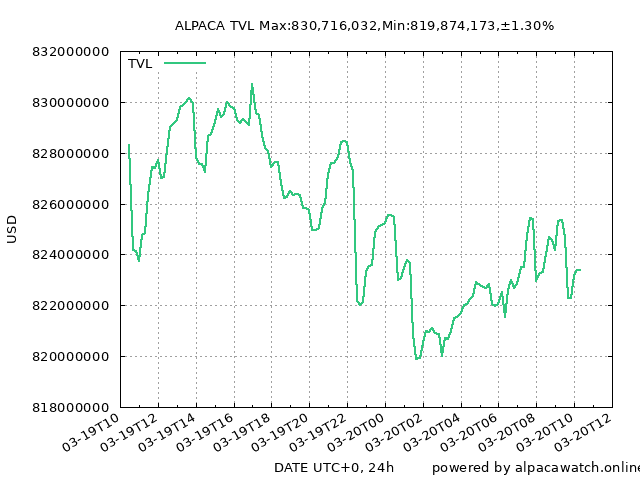 ALPACA TVL Max:830,716,032,Min:819,874,173,±1.30%
TVL
832000000
830000000
828000000
826000000
824000000
822000000
820000000
818000000
USD
03-19T10
03-19T12
03-19T14
03-19T16
03-19T18
03-19T20
03-19T22
03-20T00
03-20T02
03-20T04
03-20T06
03-20T08
03-20T10
03-20T12
DATE UTC+0, 24h
powered by alpacawatch.online